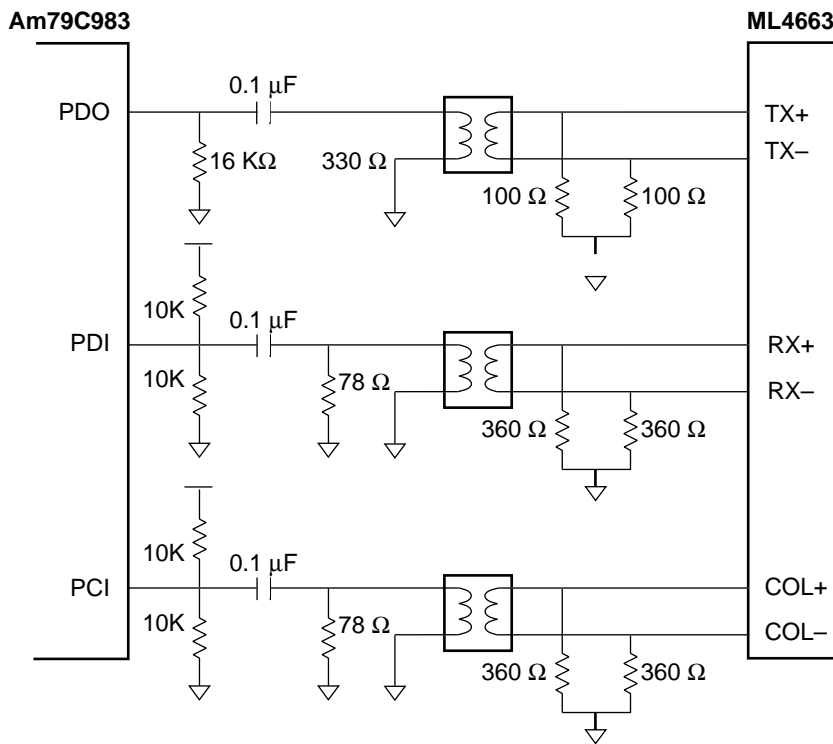 Am79C983
ML4663
0.1 µF
PDO
TX+
TX–
16 KΩ
330 Ω
100 Ω
100 Ω
10K
0.1 µF
PDI
RX+
RX–
10K
78 Ω
360 Ω
360 Ω
10K
0.1 µF
PCI
COL+
COL–
10K
78 Ω
360 Ω
360 Ω